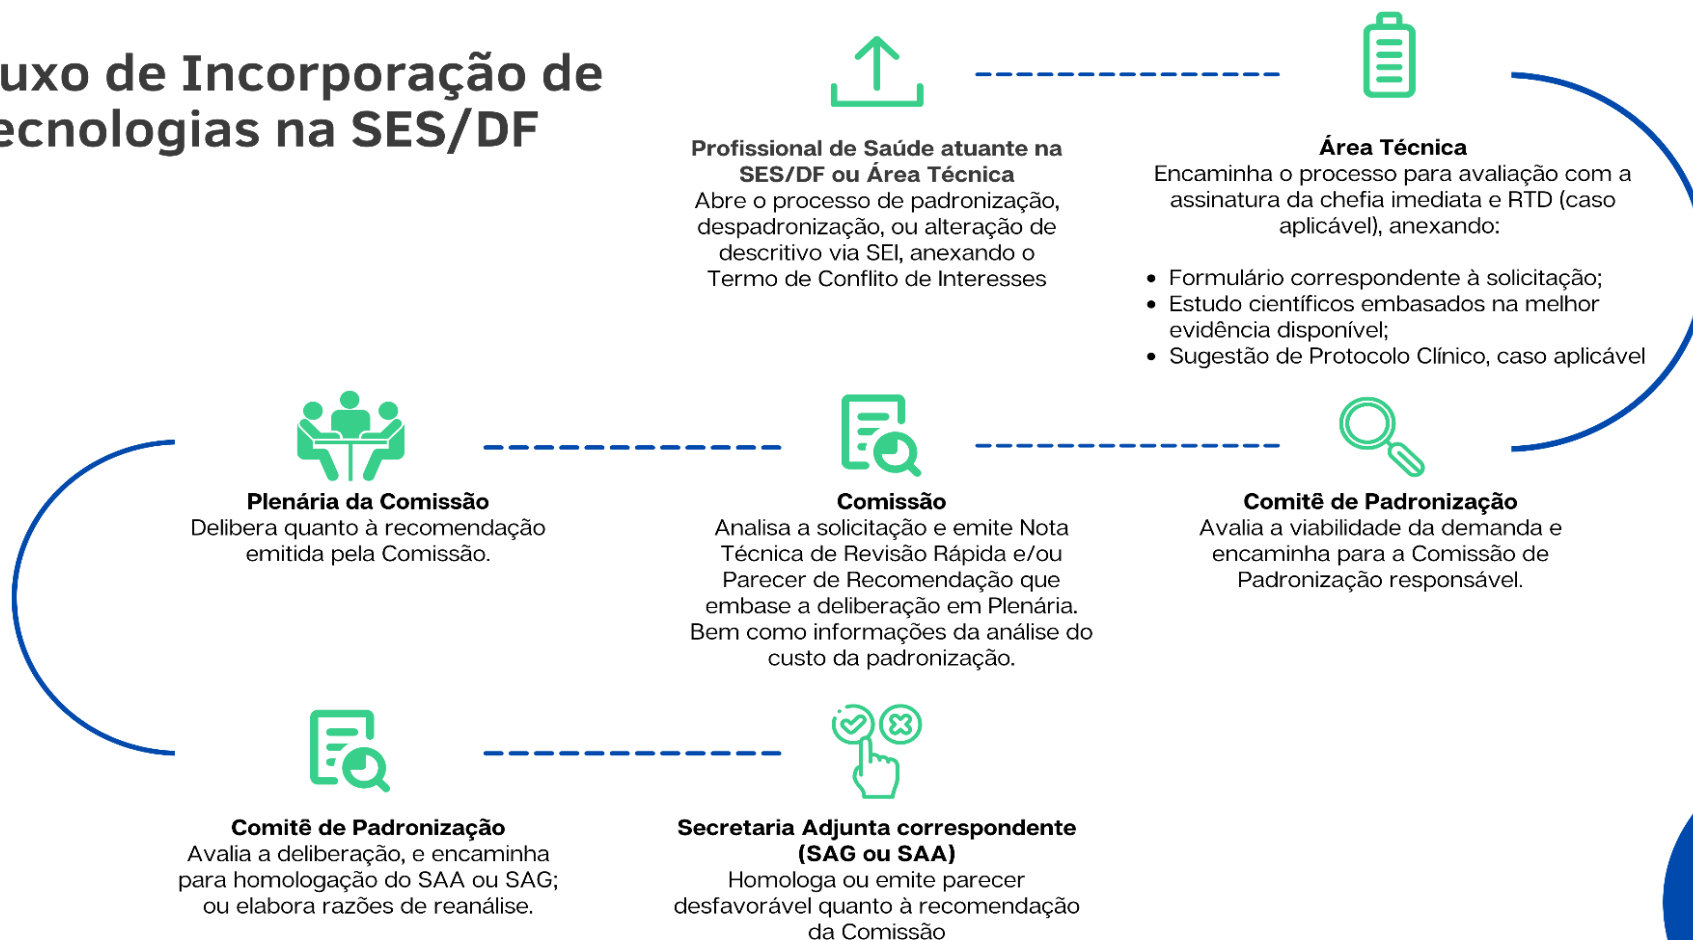 uxo de Incorporação de
ecnologias na SES/DF
Profissional de Saúde atuante na
SES/DF ou Área Técnica
Abre o processo de padronização,
despadronização, ou alteração de
descritivo via SEI, anexando o
Termo de Conflito de Interesses
Área Técnica
Encaminha o processo para avaliação com a
assinatura da chefia imediata e RTD (caso
aplicável), anexando:
• Formulário correspondente à solicitação;
• Estudo científicos embasados na melhor
evidência disponível;
• Sugestão de Protocolo Clínico, caso aplicável
Comitê de Padronização
Avalia a viabilidade da demanda e
encaminha para a Comissão de
Padronização responsável.
Comissão
Analisa a solicitação e emite Nota
Técnica de Revisão Rápida e/ou
Parecer de Recomendação que
embase a deliberação em Plenária.
Bem como informações da análise do
custo da padronização.
Plenária da Comissão
Delibera quanto à recomendação
emitida pela Comissão.
Comitê de Padronização
Avalia a deliberação, e encaminha
para homologação do SAA ou SAG;
ou elabora razões de reanálise.
Secretaria Adjunta correspondente
(SAG ou SAA)
Homologa ou emite parecer
desfavorável quanto à recomendação
da Comissão